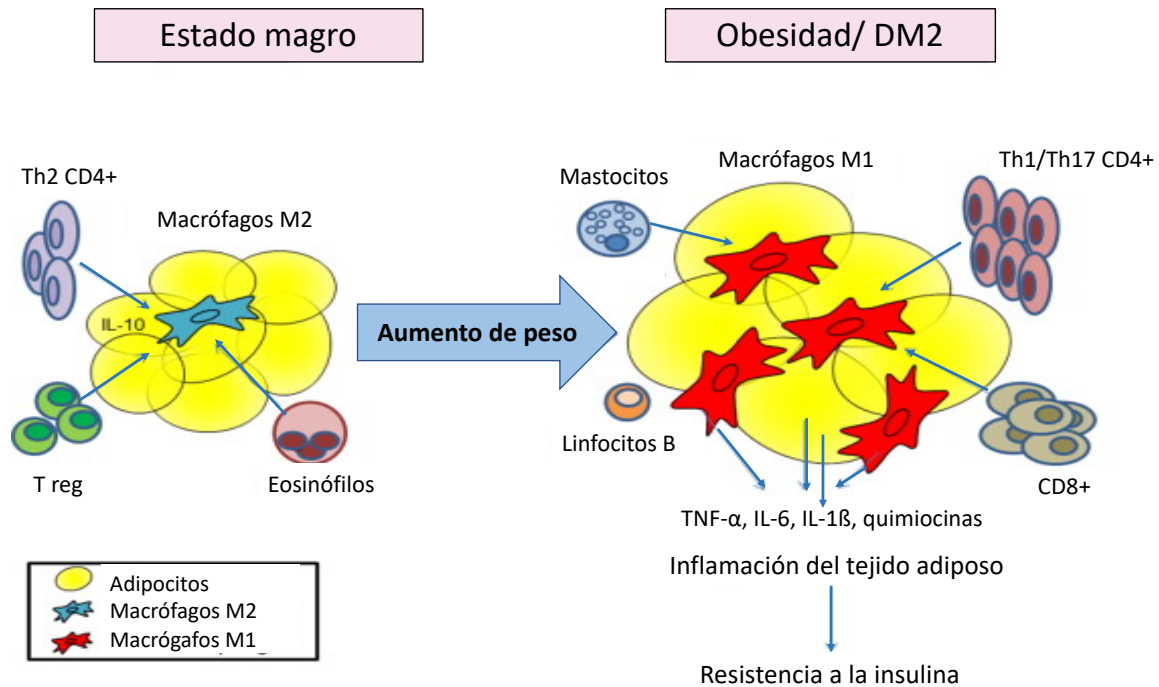 Estado magro
Obesidad/ DM2
Th2 CD4+
Macrófagos M2
IL-10
T reg
Eosinófilos
Aumento de peso
Mastocitos
Macrófagos M1
Th1/Th17 CD4+
Linfocitos B
CD8+
TNF-α, IL-6, IL-1ß, quimiocinas
Inflamación del tejido adiposo
Resistencia a la insulina
Adipocitos
Macrófagos M2
Macrógafos M1